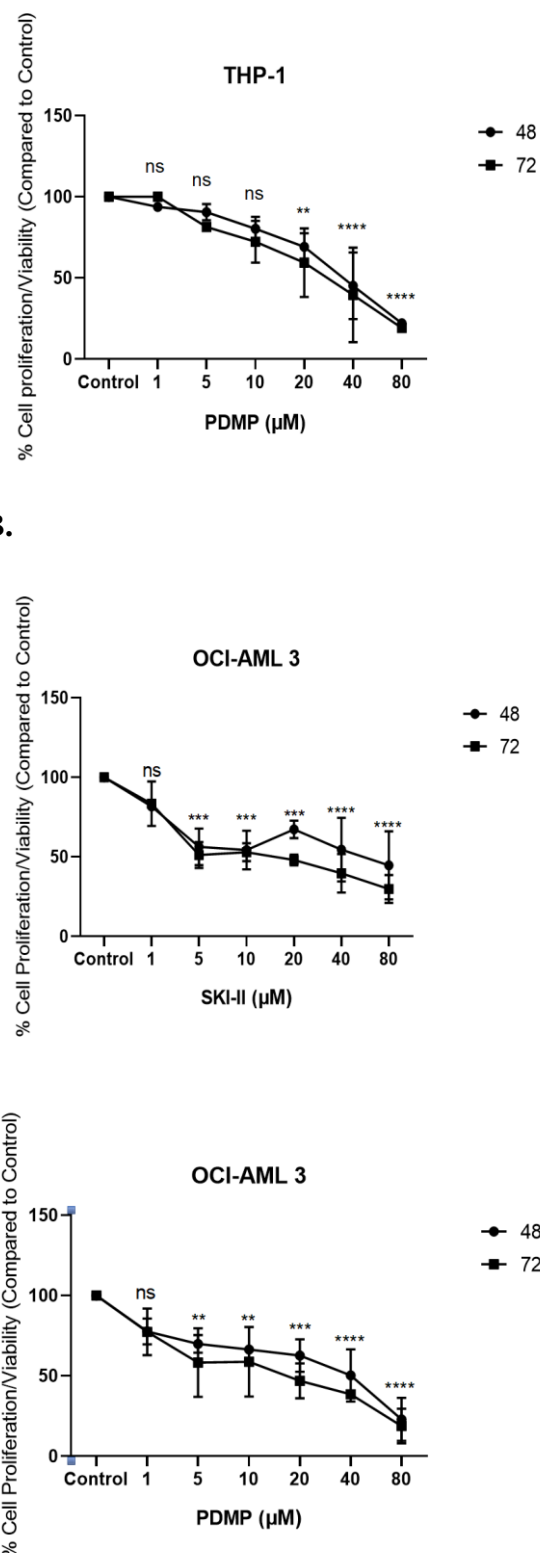 THP-1
% Cell proliferation/Viability (Compared to Control)
150
100
50
0
ns
ns
ns
**
****
****
48
72
Control 1 5 10 20 40 80
PDMP (µM)
B.
OCI-AML 3
% Cell Proliferation/Viability (Compared to Control)
150
100
50
0
ns
***
***
***
****
****
48
72
Control 1 5 10 20 40 80
SKI-II (µM)
OCI-AML 3
% Cell Proliferation/Viability (Compared to Control)
150
100
50
0
ns
**
**
***
****
****
48
72
Control 1 5 10 20 40 80
PDMP (µM)